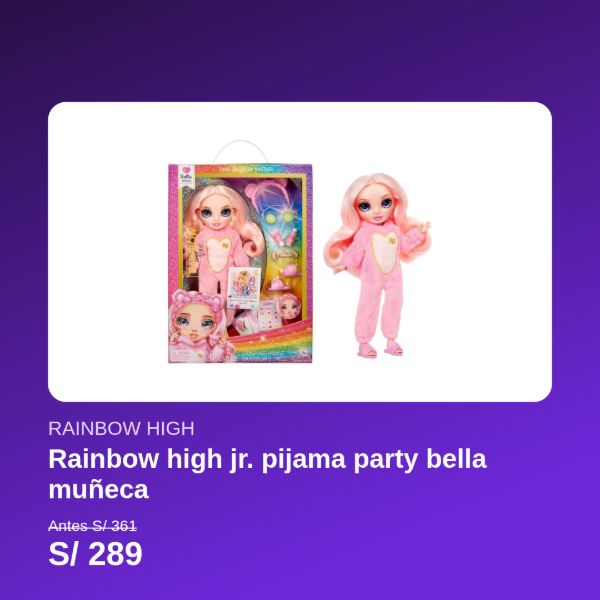 RAINBOW HIGH
Rainbow high jr. pijama party bella
muñeca
Antes S/ 361
S/ 289